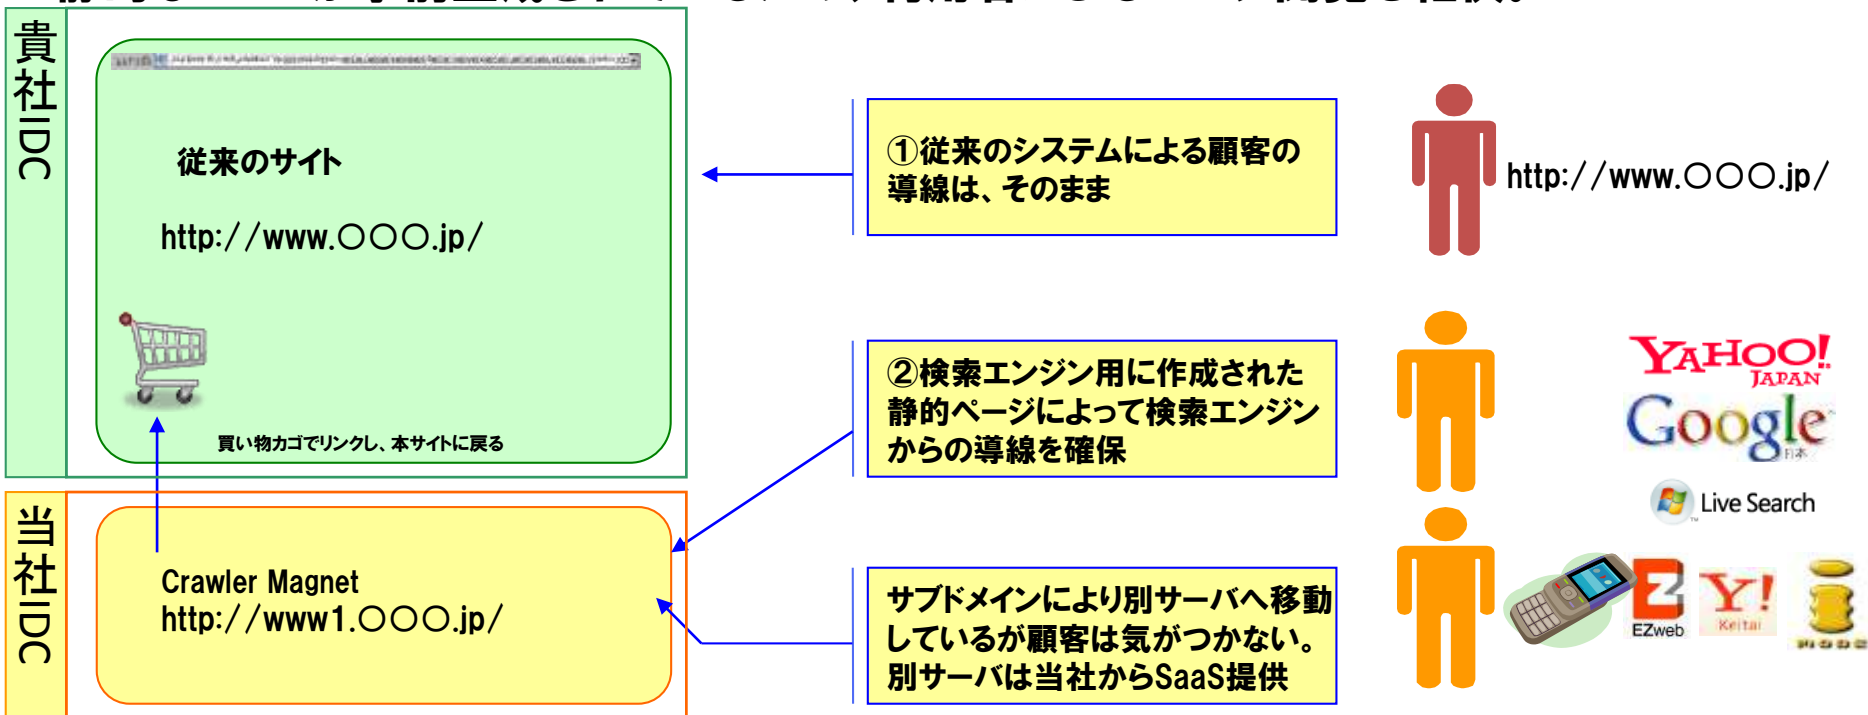 貴社IDC
従来のサイト
http://www.○○○.jp/
買い物カゴでリンクし、本サイトに戻る
①従来のシステムによる顧客の
導線は、そのまま
http://www.○○○.jp/
②検索エンジン用に作成された
静的ページによって検索エンジン
からの導線を確保
YAHOO!
JAPAN
Google
日本
Live Search
当社IDC
Crawler Magnet
http://www1.○○○.jp/
サブドメインにより別サーバへ移動
しているが顧客は気がつかない。
別サーバは当社からSaaS提供
EZweb
Y!
Keitai